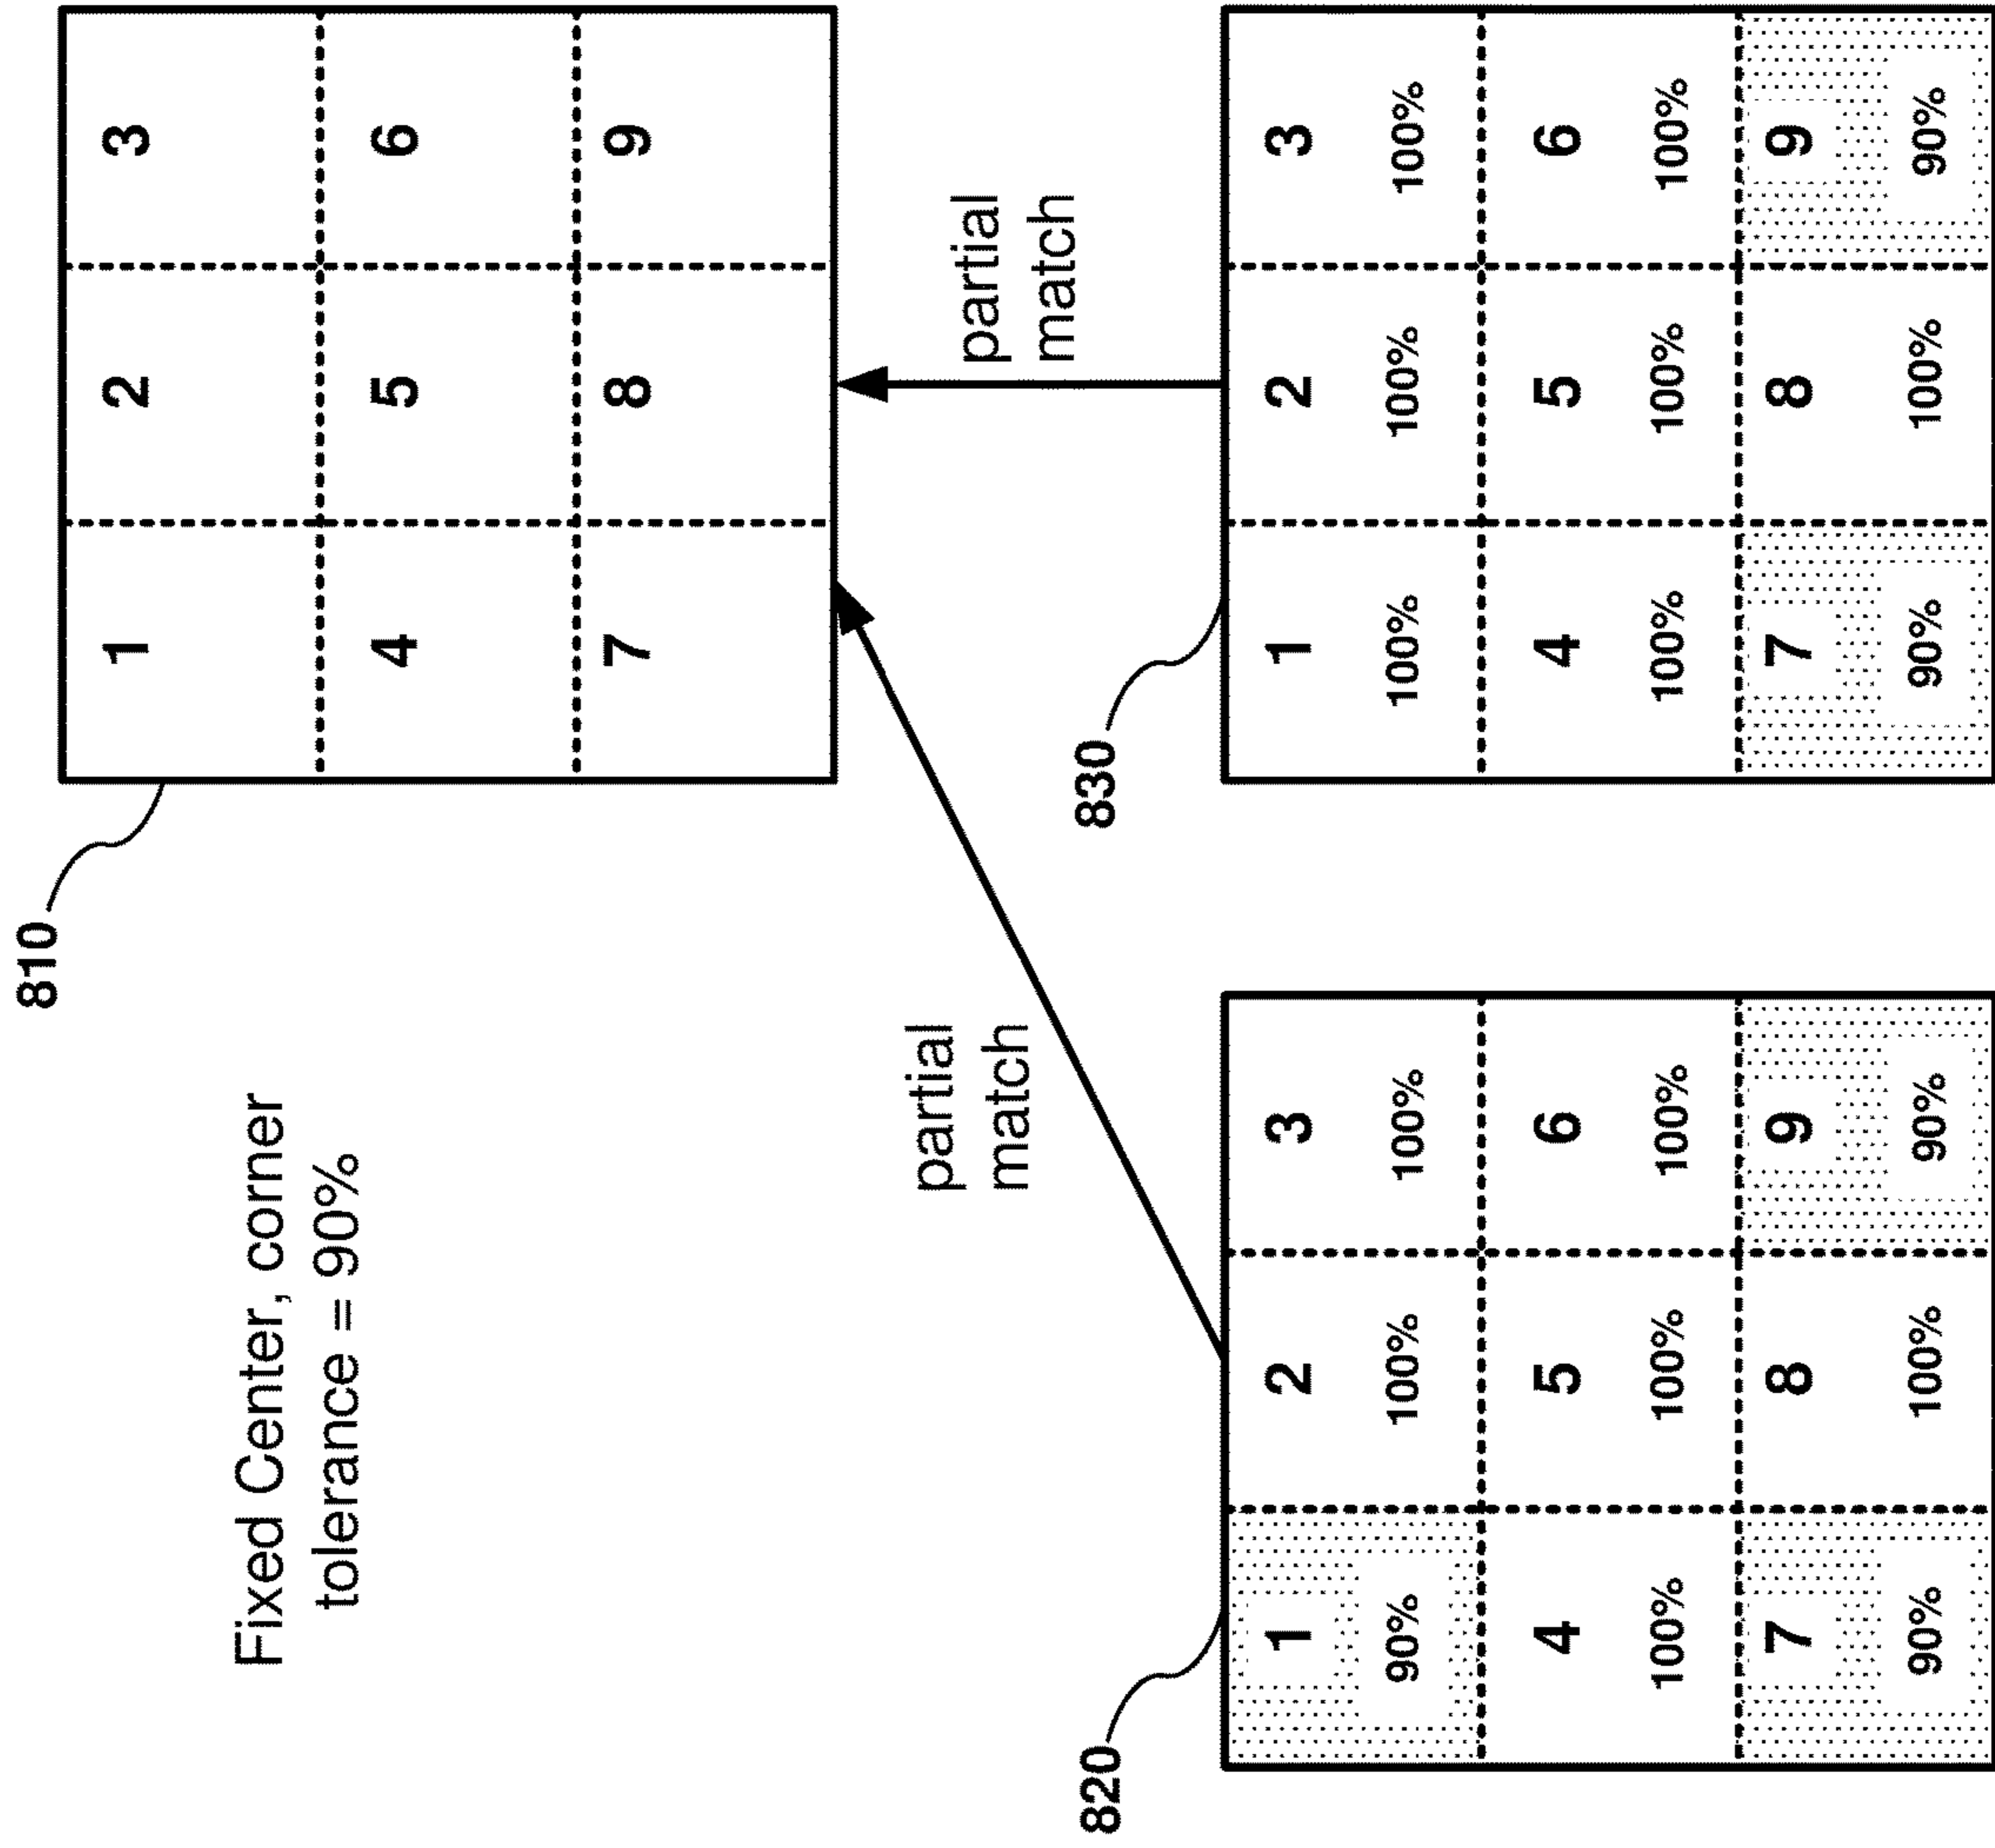 810
Fixed Center, corner
tolerance = 90%
1 2 3
4 5 6
7 8 9
partial
match
partial
match
820
1 2 3
90% 100% 100%
4 5 6
100% 100% 100%
7 8 9
90% 100% 90%
830
1 2 3
100% 100% 100%
4 5 6
100% 100% 100%
7 8 9
90% 100% 90%